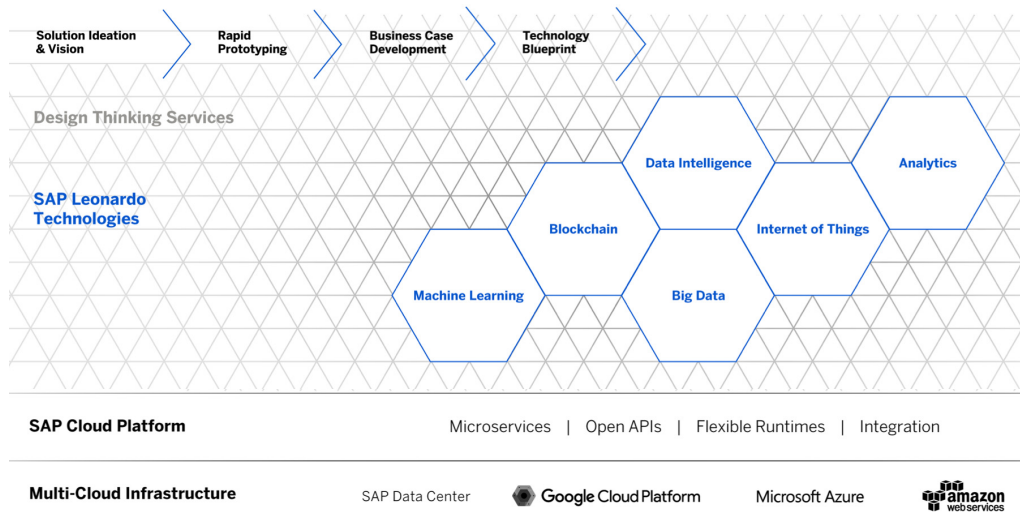 Solution Ideation
& Vision
Rapid
Prototyping
Business Case
Development
Technology
Blueprint
Design Thinking Services
SAP Leonardo
Technologies
Data Intelligence
Analytics
Blockchain
Internet of Things
Machine Learning
Big Data
SAP Cloud Platform
Microservices | Open APIs | Flexible Runtimes | Integration
Multi-Cloud Infrastructure
SAP Data Center
Google Cloud Platform
Microsoft Azure
amazon
webservices